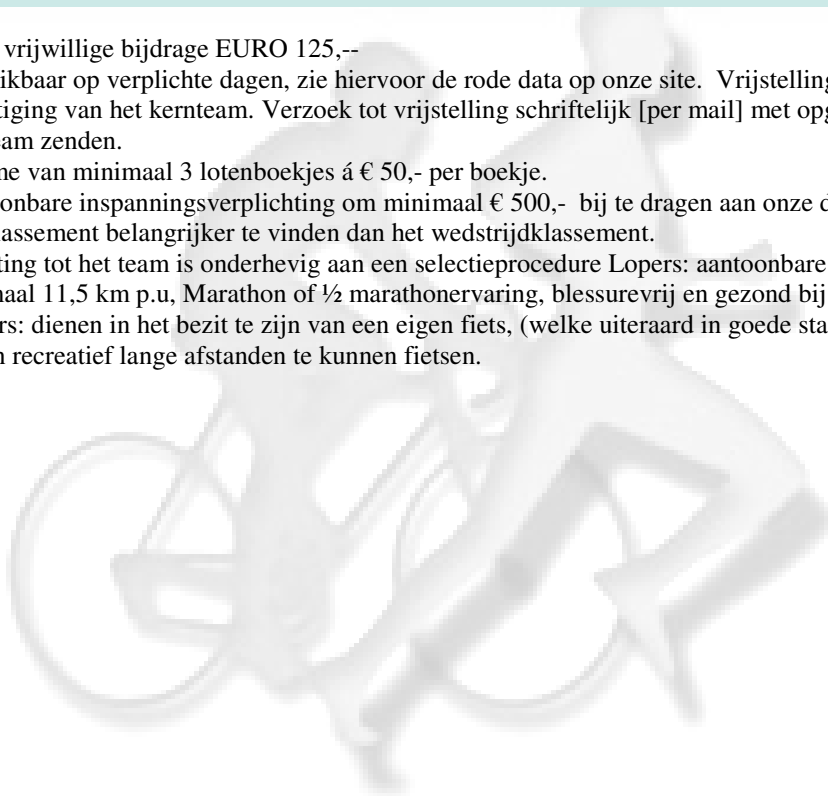 vrijwillige bijdrage EURO 125,--
ikbaar op verplichte dagen, zie hiervoor de rode data op onze site. Vrijstelling
tiging van het kernteam. Verzoek tot vrijstelling schriftelijk [per mail] met opg
am zenden.
ne van minimaal 3 lotenboekjes á € 50,- per boekje.
onbare inspanningsverplichting om minimaal € 500,- bij te dragen aan onze d
assement belangrijker te vinden dan het wedstrijdklassement.
ting tot het team is onderhevig aan een selectieprocedure Lopers: aantoonbare
naal 11,5 km p.u, Marathon of ½ marathonervaring, blessurevrij en gezond bij
rs: dienen in het bezit te zijn van een eigen fiets, (welke uiteraard in goede sta
n recreatief lange afstanden te kunnen fietsen.